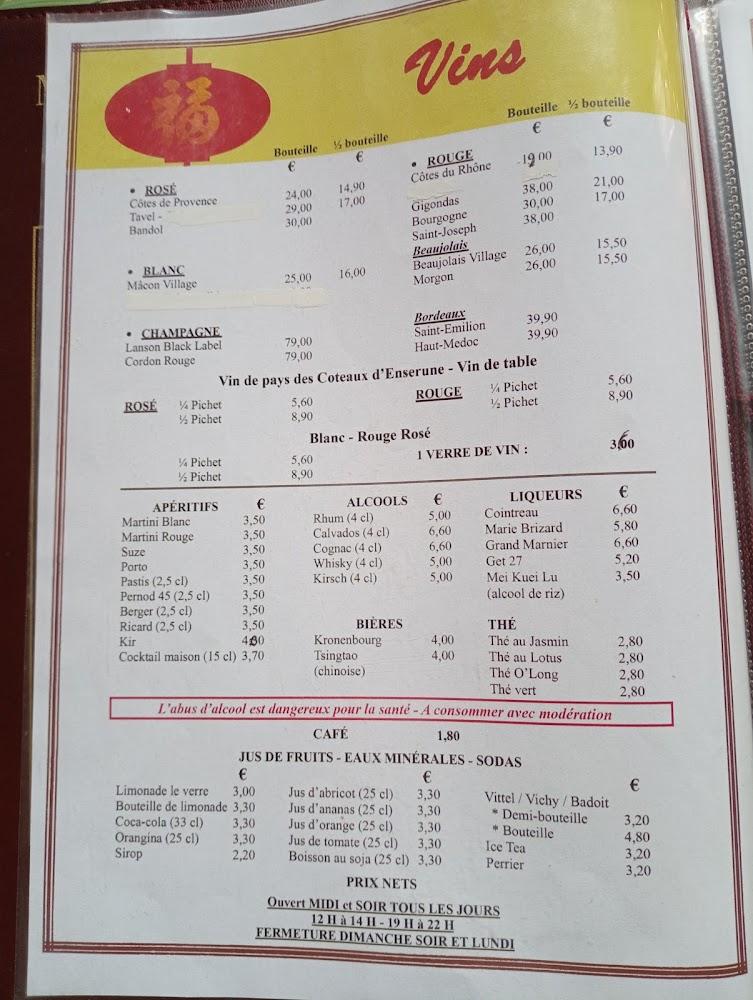 Vins
福
Bouteille ½ bouteille
€ €
• ROSÉ
Côtes de Provence 24,00 14,90
Tavel - 29,00 17,00
Bandol 30,00
• BLANC
Mâcon Village 25,00 16,00
• CHAMPAGNE
Lanson Black Label 79,00
Cordon Rouge 79,00
Bouteille ½ bouteille
€ €
• ROUGE
Côtes du Rhône 19,00 13,90
Gigondas 38,00 21,00
Bourgogne 30,00 17,00
Saint-Joseph 38,00
Beaujolais
Beaujolais Village 26,00 15,50
Morgon 26,00 15,50
Bordeaux
Saint-Emilion 39,90
Haut-Medoc 39,90
Vin de pays des Coteaux d'Enserune - Vin de table
ROSÉ ¼ Pichet 5,60
½ Pichet 8,90
ROUGE ¼ Pichet 5,60
½ Pichet 8,90
Blanc - Rouge Rosé
¼ Pichet 5,60
½ Pichet 8,90
1 VERRE DE VIN : 3,60
APÉRITIFS €
Martini Blanc 3,50
Martini Rouge 3,50
Suze 3,50
Porto 3,50
Pastis (2,5 cl) 3,50
Pernod 45 (2,5 cl) 3,50
Berger (2,5 cl) 3,50
Ricard (2,5 cl) 3,50
Kir
Cocktail maison (15 cl) 3,70
ALCOOLS €
Rhum (4 cl) 5,00
Calvados (4 cl) 6,60
Cognac (4 cl) 6,60
Whisky (4 cl) 5,00
Kirsch (4 cl) 5,00
BIÈRES
Kronenbourg 4,00
Tsingtao 4,00
(chinoise)
LIQUEURS €
Cointreau 6,60
Marie Brizard 5,80
Grand Marnier 6,60
Get 27 5,20
Mei Kuei Lu 3,50
(alcool de riz)
THÉ
Thé au Jasmin 2,80
Thé au Lotus 2,80
Thé O'Long 2,80
Thé vert 2,80
L'abus d'alcool est dangereux pour la santé - A consommer avec modération
CAFÉ 1,80
JUS DE FRUITS - EAUX MINÉRALES - SODAS
€
Limonade le verre 3,00
Bouteille de limonade 3,30
Coca-cola (33 cl) 3,30
Orangina (25 cl) 3,30
Sirop 2,20
€
Jus d'abricot (25 cl) 3,30
Jus d'ananas (25 cl) 3,30
Jus d'orange (25 cl) 3,30
Jus de tomate (25 cl) 3,30
Boisson au soja (25 cl) 3,30
€
Vittel / Vichy / Badoit
* Demi-bouteille 3,20
* Bouteille 4,80
Ice Tea 3,20
Perrier 3,20
PRIX NETS
Ouvert MIDI et SOIR TOUS LES JOURS
12 H à 14 H - 19 H à 22 H
FERMETURE DIMANCHE SOIR ET LUNDI